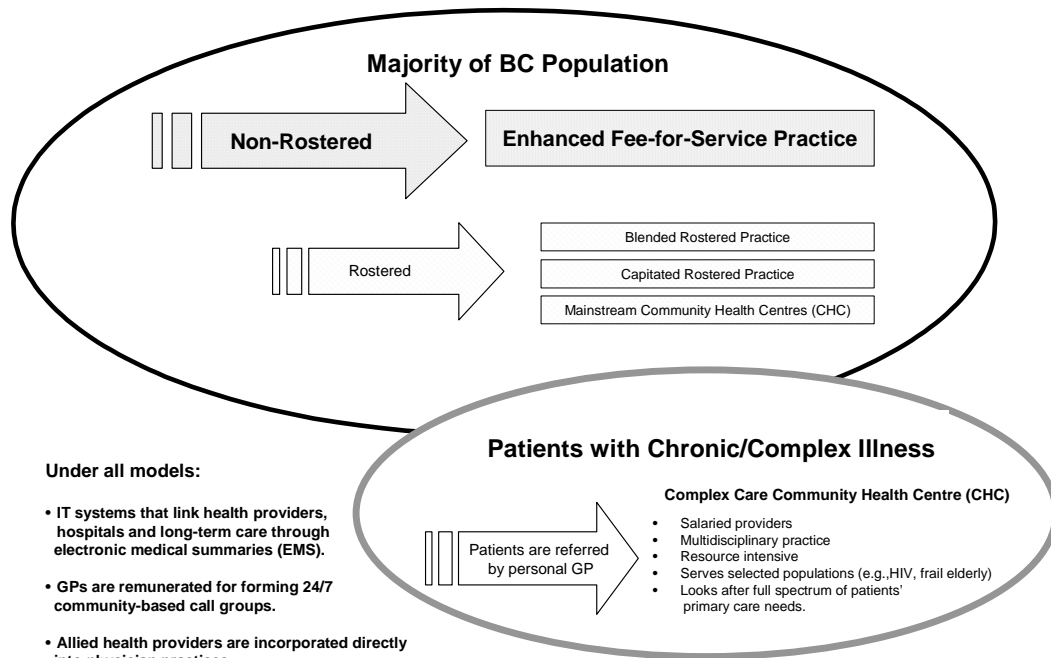 Majority of BC Population
Non-Rostered
Enhanced Fee-for-Service Practice
Rostered
Blended Rostered Practice
Capitated Rostered Practice
Mainstream Community Health Centres (CHC)
Patients with Chronic/Complex Illness
Patients are referred
by personal GP
Complex Care Community Health Centre (CHC)
• Salaried providers
• Multidisciplinary practice
• Resource intensive
• Serves selected populations (e.g.,HIV, frail elderly)
• Looks after full spectrum of patients'
primary care needs.
Under all models:
• IT systems that link health providers,
hospitals and long-term care through
electronic medical summaries (EMS).
• GPs are remunerated for forming 24/7
community-based call groups.
• Allied health providers are incorporated directly
into physician practices